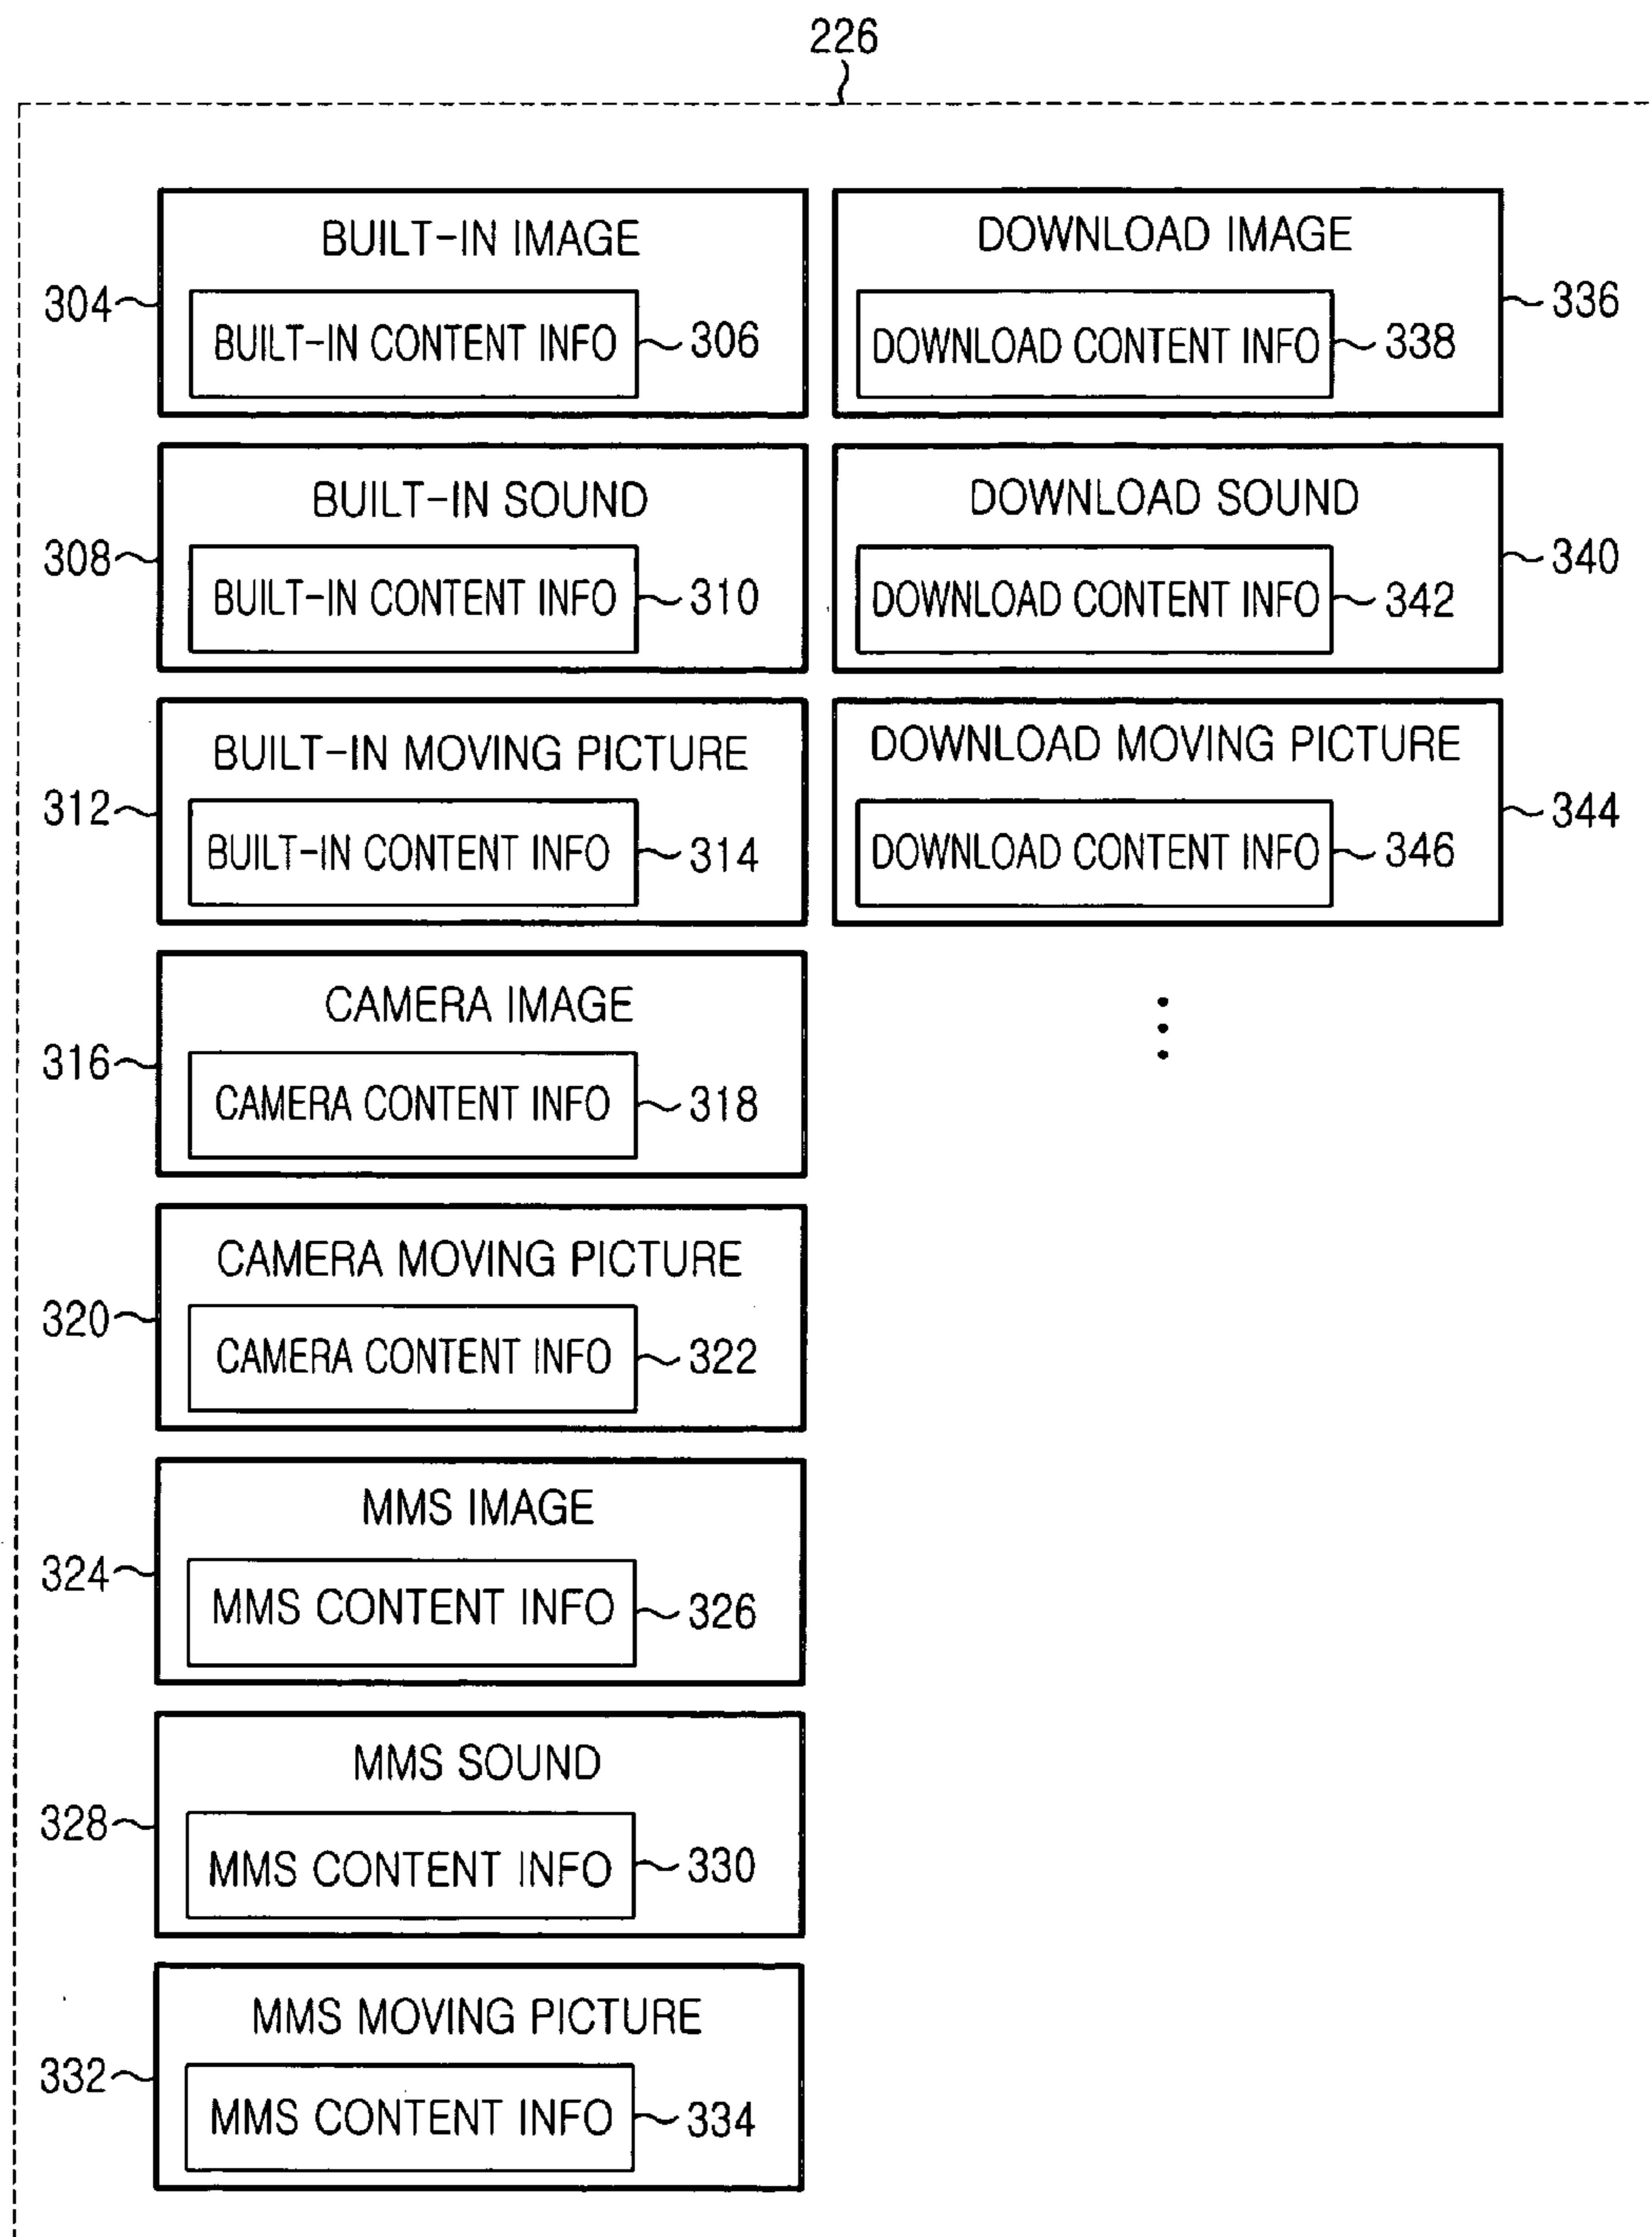 226
BUILT-IN IMAGE
304
BUILT-IN CONTENT INFO
306
BUILT-IN SOUND
308
BUILT-IN CONTENT INFO
310
BUILT-IN MOVING PICTURE
312
BUILT-IN CONTENT INFO
314
CAMERA IMAGE
316
CAMERA CONTENT INFO
318
CAMERA MOVING PICTURE
320
CAMERA CONTENT INFO
322
MMS IMAGE
324
MMS CONTENT INFO
326
MMS SOUND
328
MMS CONTENT INFO
330
MMS MOVING PICTURE
332
MMS CONTENT INFO
334
DOWNLOAD IMAGE
336
DOWNLOAD CONTENT INFO
338
DOWNLOAD SOUND
340
DOWNLOAD CONTENT INFO
342
DOWNLOAD MOVING PICTURE
344
DOWNLOAD CONTENT INFO
346